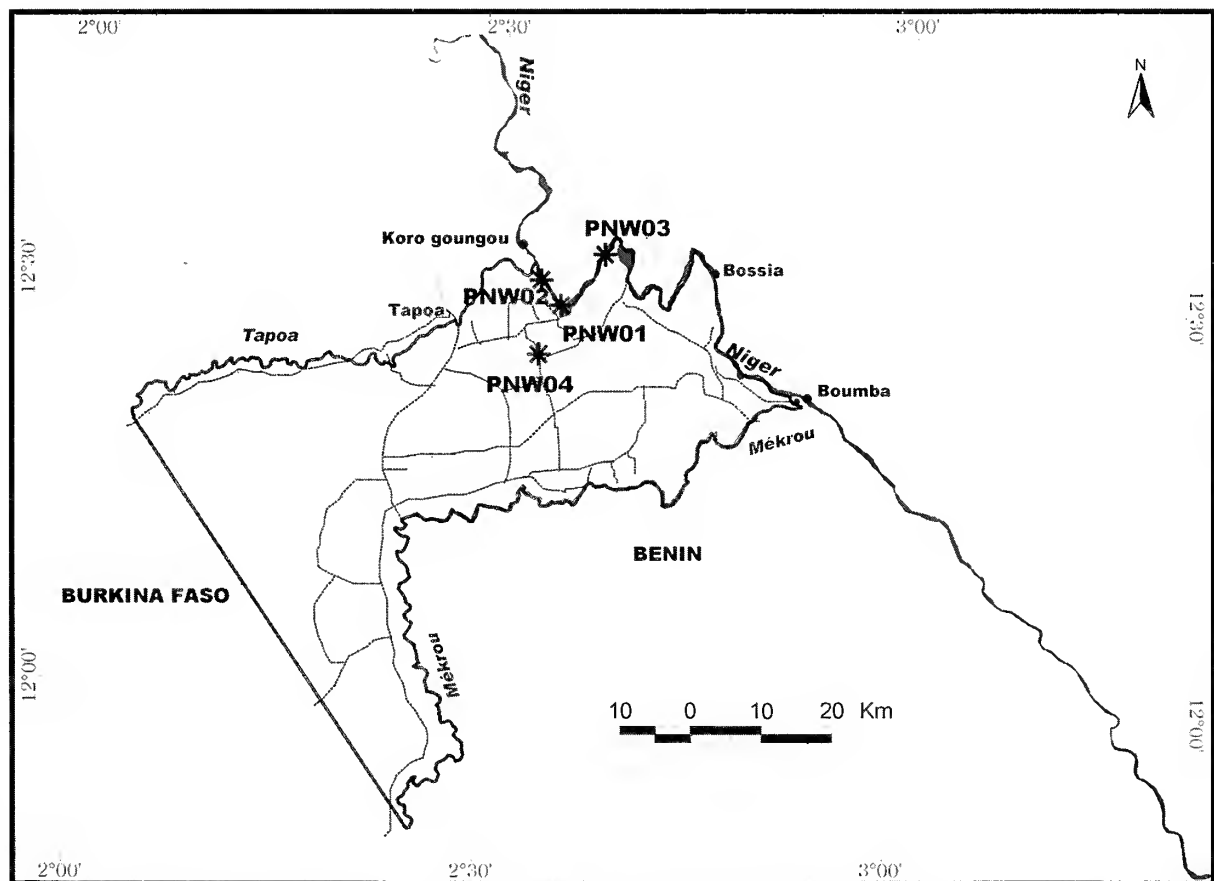 2°00'
2°30'
3°00'
N
Niger
PNW03
Koro goungou
12°30'
Bossia
PNW02
Tapoa
12°30'
Tapoa
PNW01
Niger
PNW04
Boumba
Mékrou
BENIN
BURKINA FASO
Mékrou
12°00'
10 0 10 20 Km
12°00'
2°00'
2°30'
3°00'